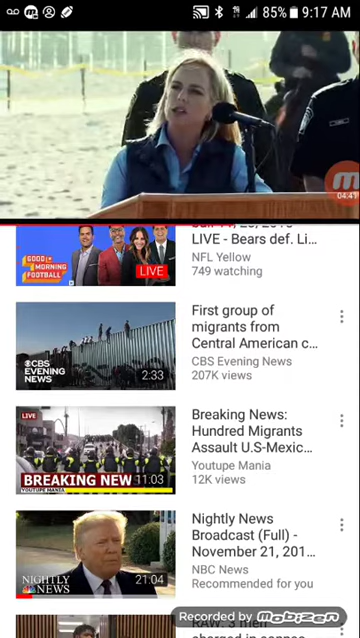 85% 9:17 AM
04:47
LIVE - Bears def. Li...
NFL Yellow
749 watching
GOOD
MORNING
FOOTBALL
LIVE
First group of
migrants from
Central American c...
CBS Evening News
207K views
CBS
EVENING
NEWS
2:33
Breaking News:
Hundred Migrants
Assault U.S-Mexic...
Youtupe Mania
12K views
LIVE
BREAKING NEW
11:03
YOUTUPE MANIA
Nightly News
Broadcast (Full) -
November 21, 201...
NBC News
Recommended for you
NIGHTLY
NEWS
21:04
Recorded by Mobizen